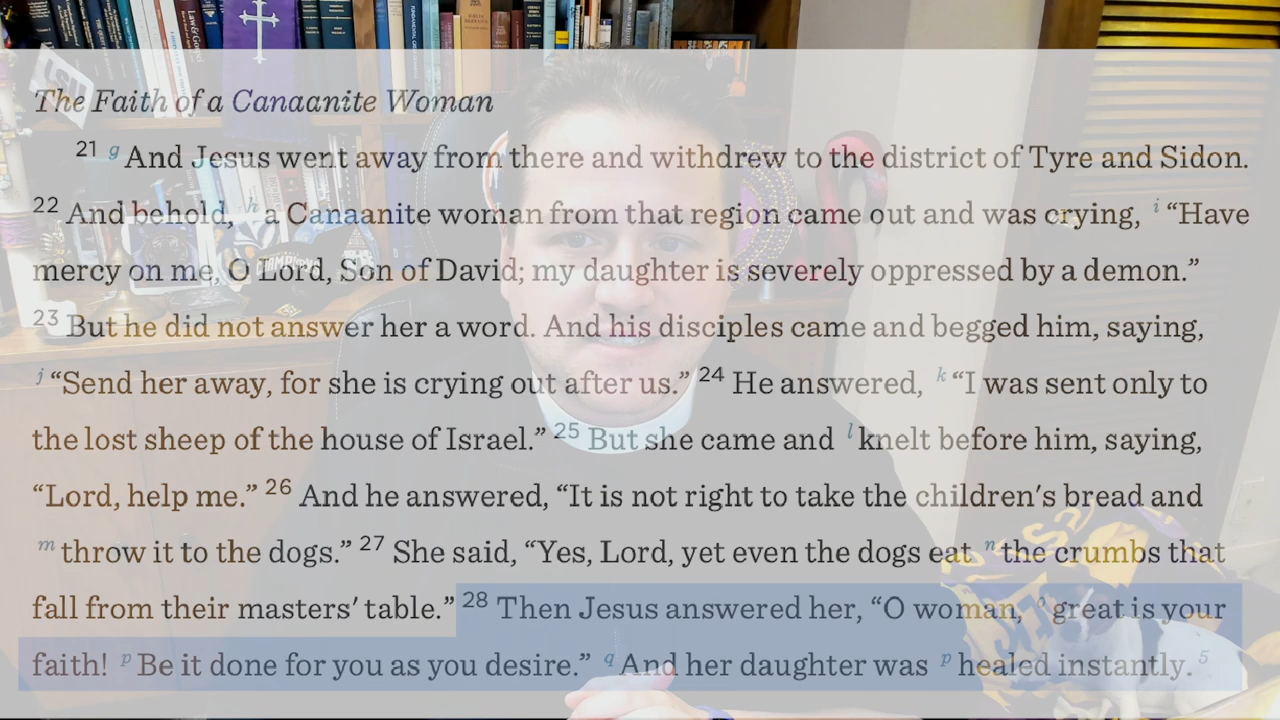 The Faith of a Canaanite Woman
21 g And Jesus went away from there and withdrew to the district of Tyre and Sidon.
22 And behold, h a Canaanite woman from that region came out and was crying, i “Have
mercy on me, O Lord, Son of David; my daughter is severely oppressed by a demon.”
23 But he did not answer her a word. And his disciples came and begged him, saying,
j “Send her away, for she is crying out after us.” 24 He answered, k “I was sent only to
the lost sheep of the house of Israel.” 25 But she came and l knelt before him, saying,
“Lord, help me.” 26 And he answered, “It is not right to take the children's bread and
m throw it to the dogs.” 27 She said, “Yes, Lord, yet even the dogs eat n the crumbs that
fall from their masters' table.” 28 Then Jesus answered her, “O woman, o great is your
faith! p Be it done for you as you desire.” q And her daughter was p healed instantly. 5
LSU